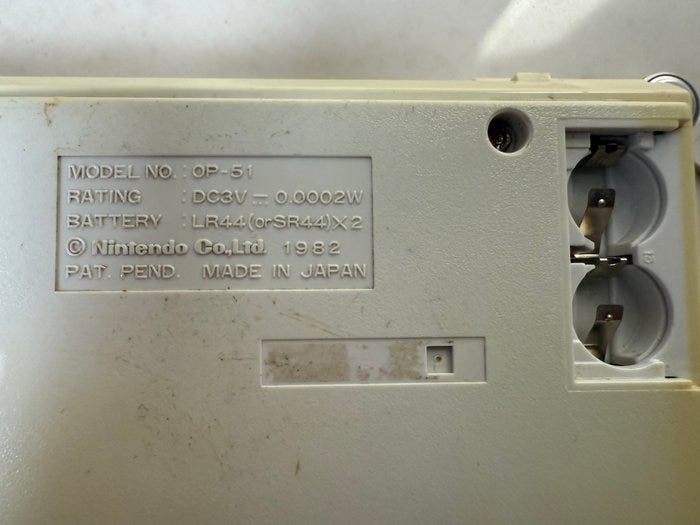 MODEL NO. : OP-51
RATING : DC3V ⎓ 0.0002W
BATTERY : LR44(orSR44)X2
© Nintendo Co.,Ltd. 1982
PAT. PEND. MADE IN JAPAN